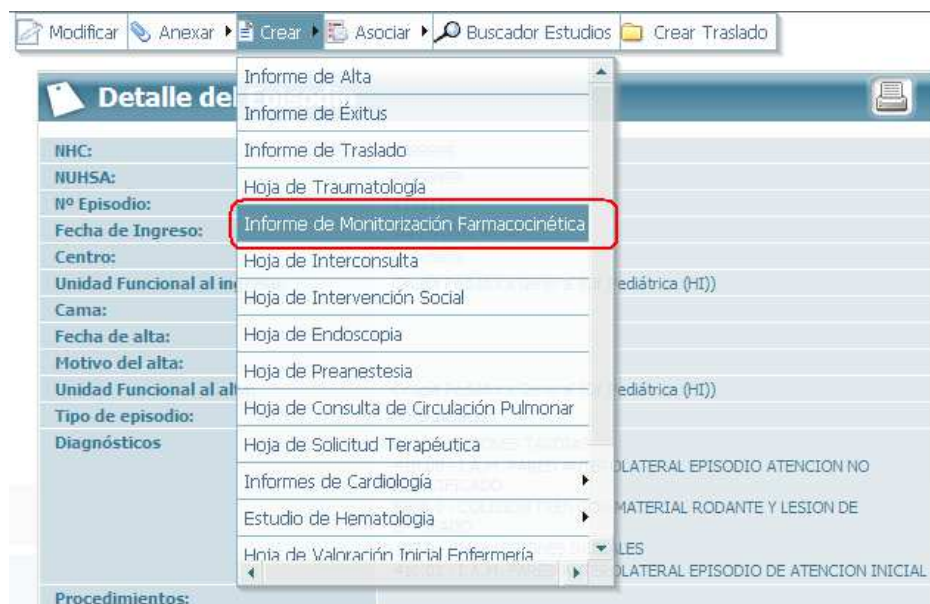 Modificar Anexar Crear Asociar Buscador Estudios Crear Traslado
Detalle del Episodio
Informe de Alta
Informe de Éxitus
Informe de Traslado
Hoja de Traumatología
Informe de Monitorización Farmacocinética
Hoja de Interconsulta
Hoja de Intervención Social
Hoja de Endoscopia
Hoja de Preanestesia
Hoja de Consulta de Circulación Pulmonar
Hoja de Solicitud Terapéutica
Informes de Cardiología
Estudio de Hematologia
Hoja de Valoración Inicial Enfermería
NHC:
NUHSA:
Nº Episodio:
Fecha de Ingreso:
Centro:
Unidad Funcional al in
ediátrica (HI))
Cama:
Fecha de alta:
Motivo del alta:
Unidad Funcional al al
ediátrica (HI))
Tipo de episodio:
Diagnósticos
OLATERAL EPISODIO ATENCION NO
MATERIAL RODANTE Y LESION DE
LES
OLATERAL EPISODIO DE ATENCION INICIAL
Procedimientos: